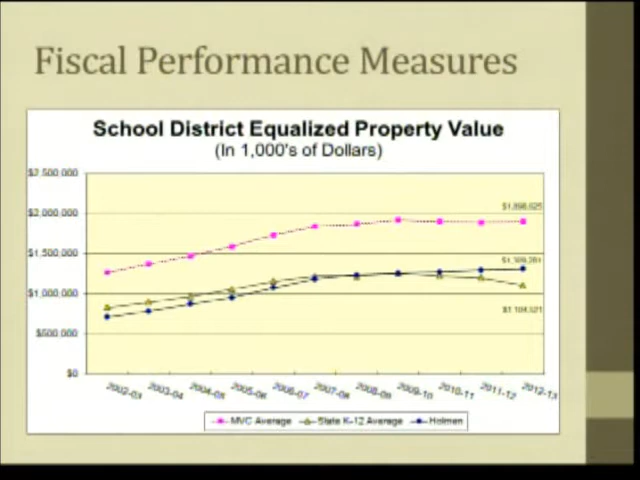 Fiscal Performance Measures
School District Equalized Property Value
(In 1,000's of Dollars)
$2,500,000
$2,000,000
$1,500,000
$1,000,000
$500,000
$0
2002-03 2003-04 2004-05 2005-06 2006-07 2007-08 2008-09 2009-10 2010-11 2011-12 2012-13
MVC Average State K-12 Average Holmen